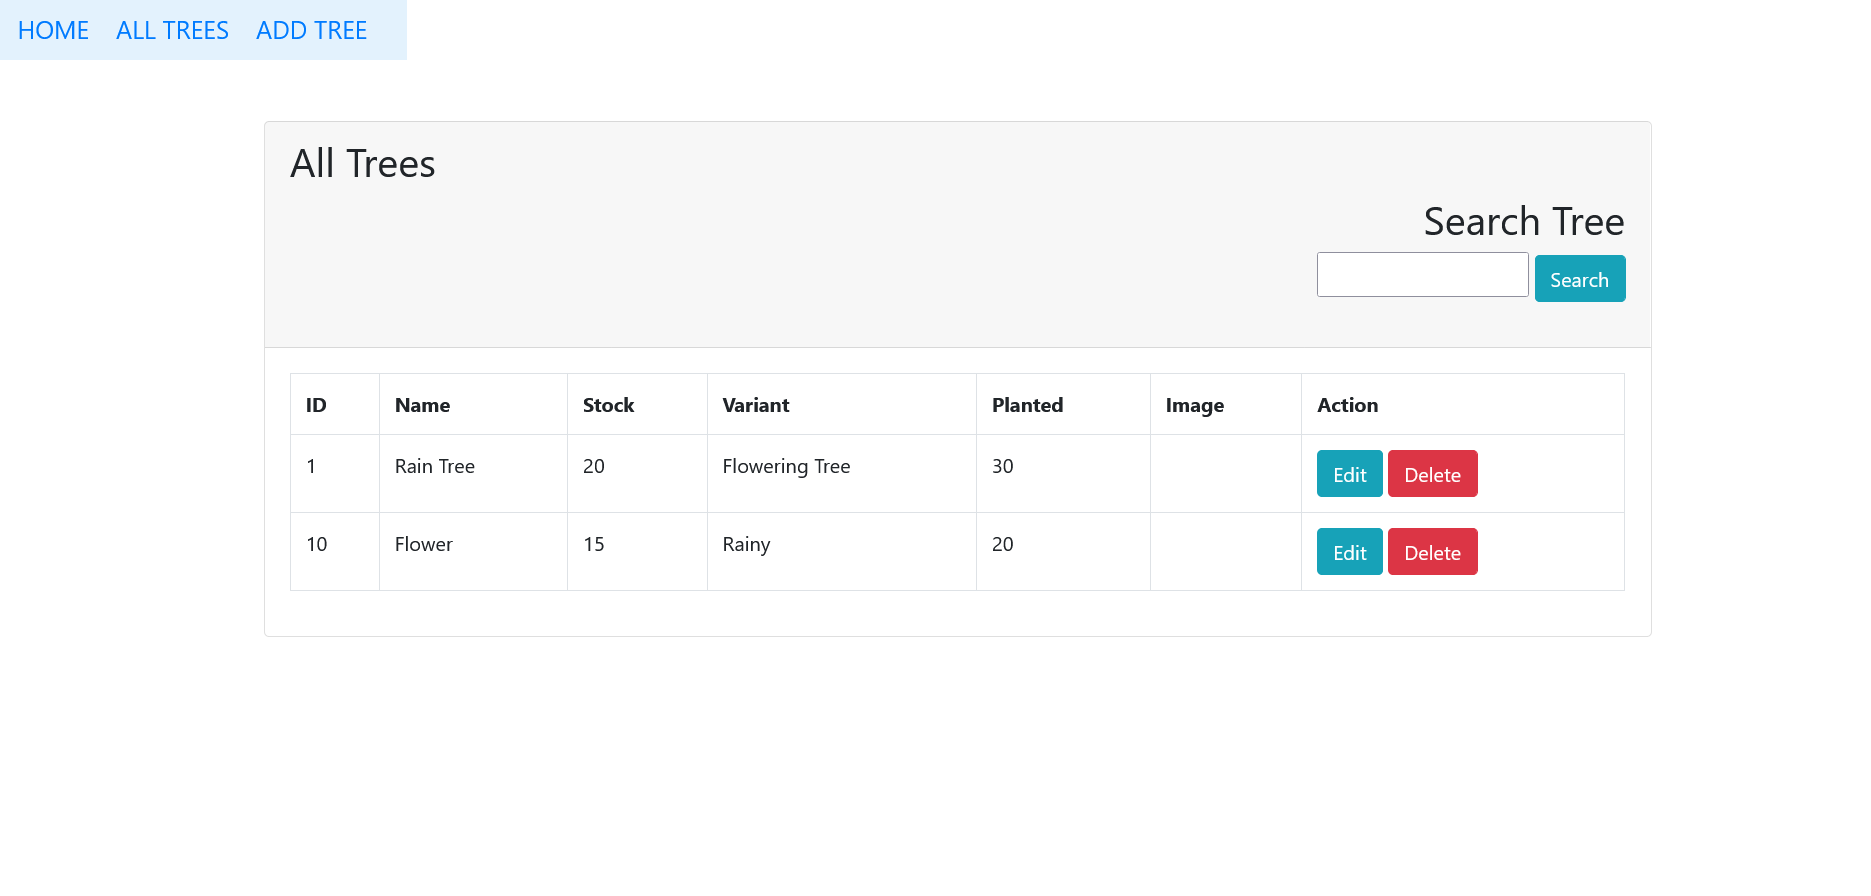 HOME ALL TREES ADD TREE
All Trees
Search Tree
Search
ID Name Stock Variant Planted Image Action
1 Rain Tree 20 Flowering Tree 30 Edit Delete
10 Flower 15 Rainy 20 Edit Delete